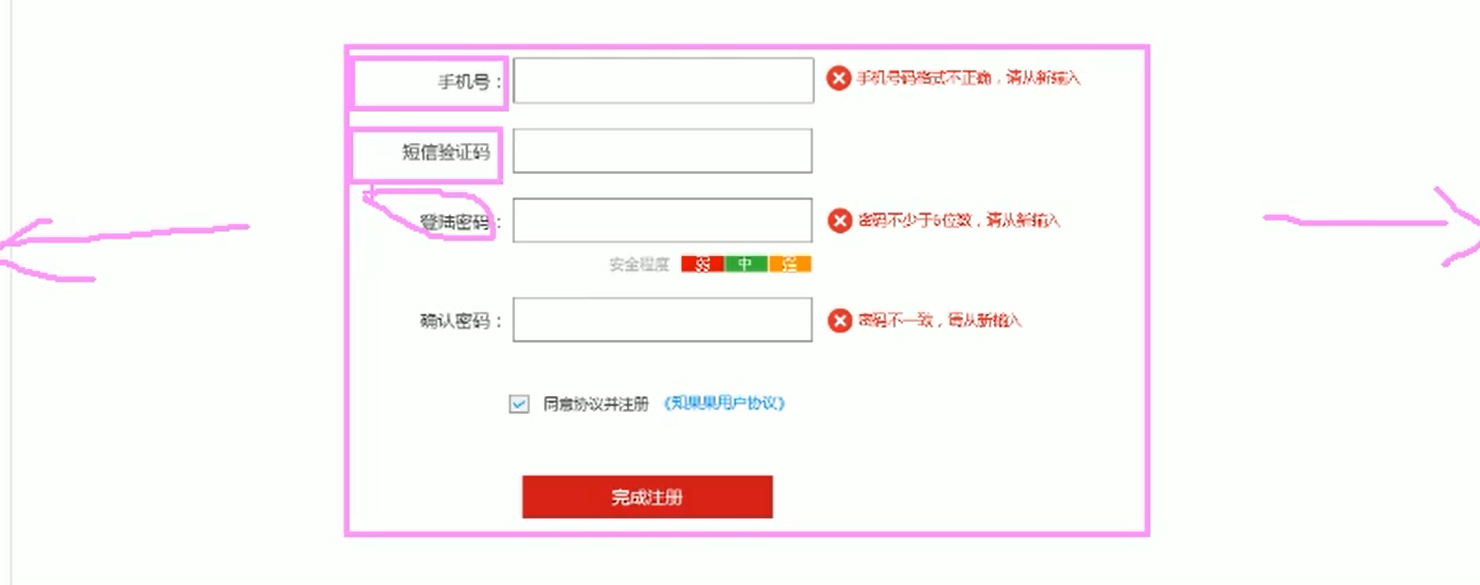 手机号：
手机号码格式不正确，请从新输入
短信验证码
登陆密码：
密码不少于6位数，请从新输入
安全程度 弱 中 强
确认密码：
密码不一致，请从新输入
同意协议并注册 《知果果用户协议》
完成注册